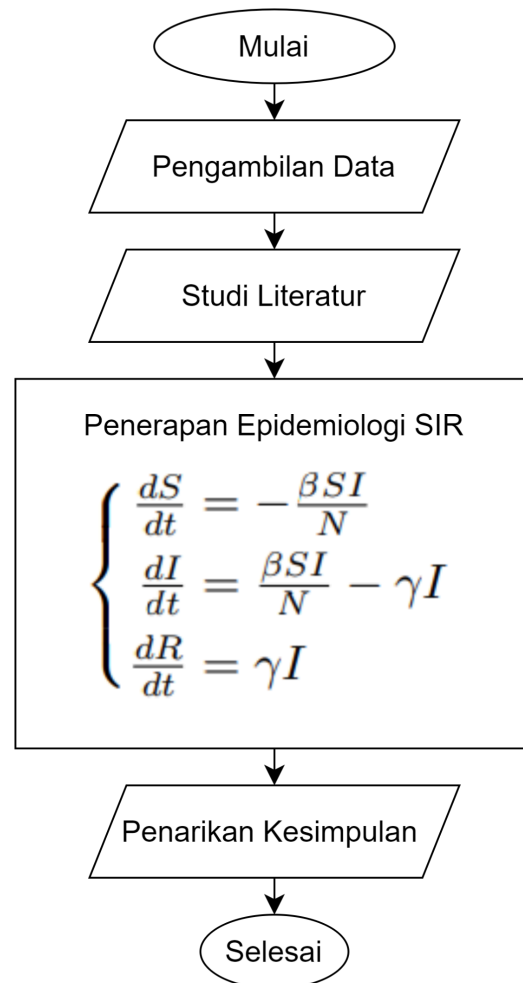 Mulai
Pengambilan Data
Studi Literatur
Penerapan Epidemiologi SIR
dS/dt = −βSI/N
dI/dt = βSI/N − γI
dR/dt = γI
Penarikan Kesimpulan
Selesai